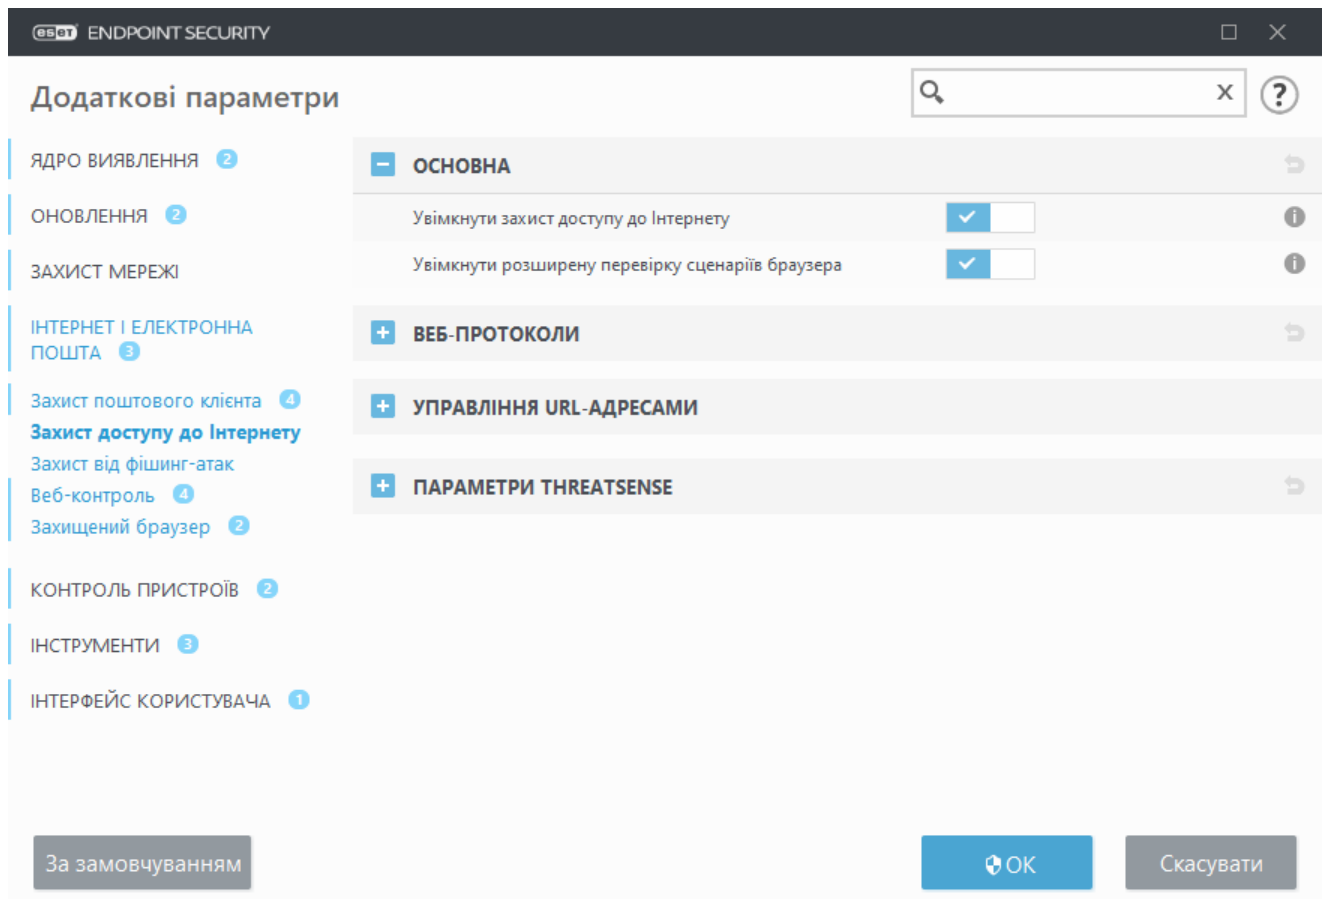 eset ENDPOINT SECURITY
Додаткові параметри
x ?
ЯДРО ВИЯВЛЕННЯ 2
ОНОВЛЕННЯ 2
ЗАХИСТ МЕРЕЖІ
ІНТЕРНЕТ І ЕЛЕКТРОННА
ПОШТА 3
Захист поштового клієнта 4
Захист доступу до Інтернету
Захист від фішинг-атак
Веб-контроль 4
Захищений браузер 2
КОНТРОЛЬ ПРИСТРОЇВ 2
ІНСТРУМЕНТИ 3
ІНТЕРФЕЙС КОРИСТУВАЧА 1
ОСНОВНА
Увімкнути захист доступу до Інтернету
Увімкнути розширену перевірку сценаріїв браузера
ВЕБ-ПРОТОКОЛИ
УПРАВЛІННЯ URL-АДРЕСАМИ
ПАРАМЕТРИ THREATSENSE
За замовчуванням
ОК
Скасувати